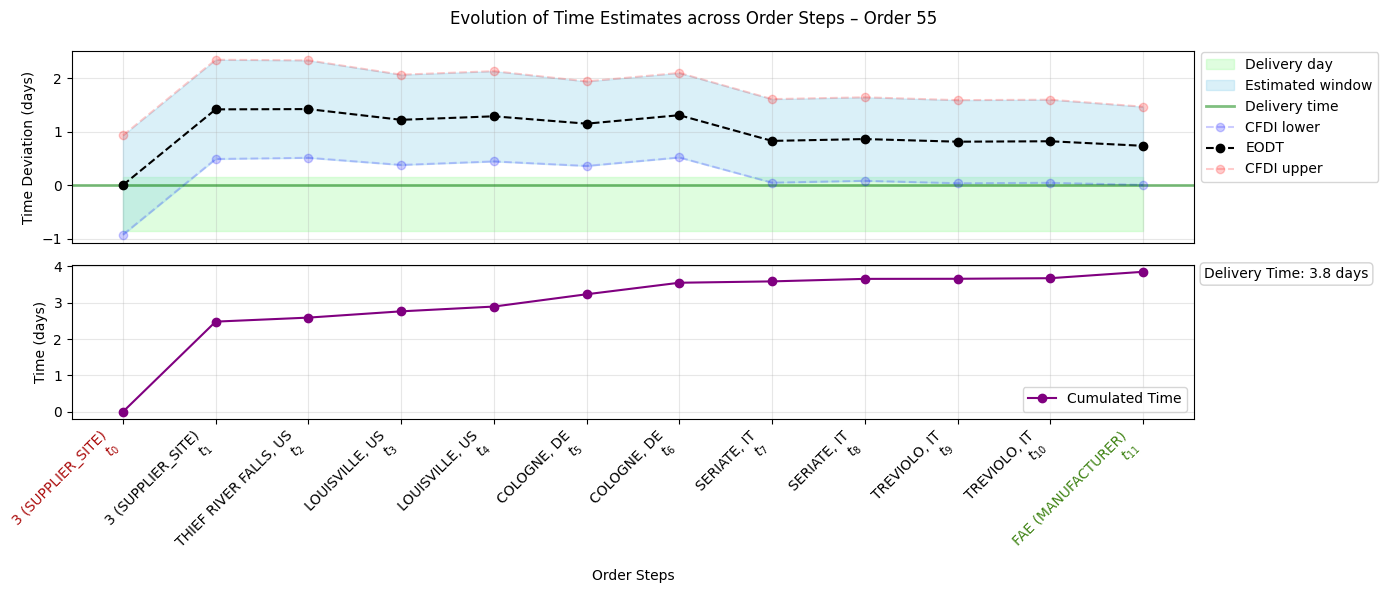 Evolution of Time Estimates across Order Steps – Order 55
Time Deviation (days)
2
1
0
−1
Delivery day
Estimated window
Delivery time
CFDI lower
EODT
CFDI upper
Time (days)
4
3
2
1
0
Delivery Time: 3.8 days
Cumulated Time
3 (SUPPLIER_SITE)
t0
3 (SUPPLIER_SITE)
t1
THIEF RIVER FALLS, US
t2
LOUISVILLE, US
t3
LOUISVILLE, US
t4
COLOGNE, DE
t5
COLOGNE, DE
t6
SERIATE, IT
t7
SERIATE, IT
t8
TREVIOLO, IT
t9
TREVIOLO, IT
t10
FAE (MANUFACTURER)
t11
Order Steps